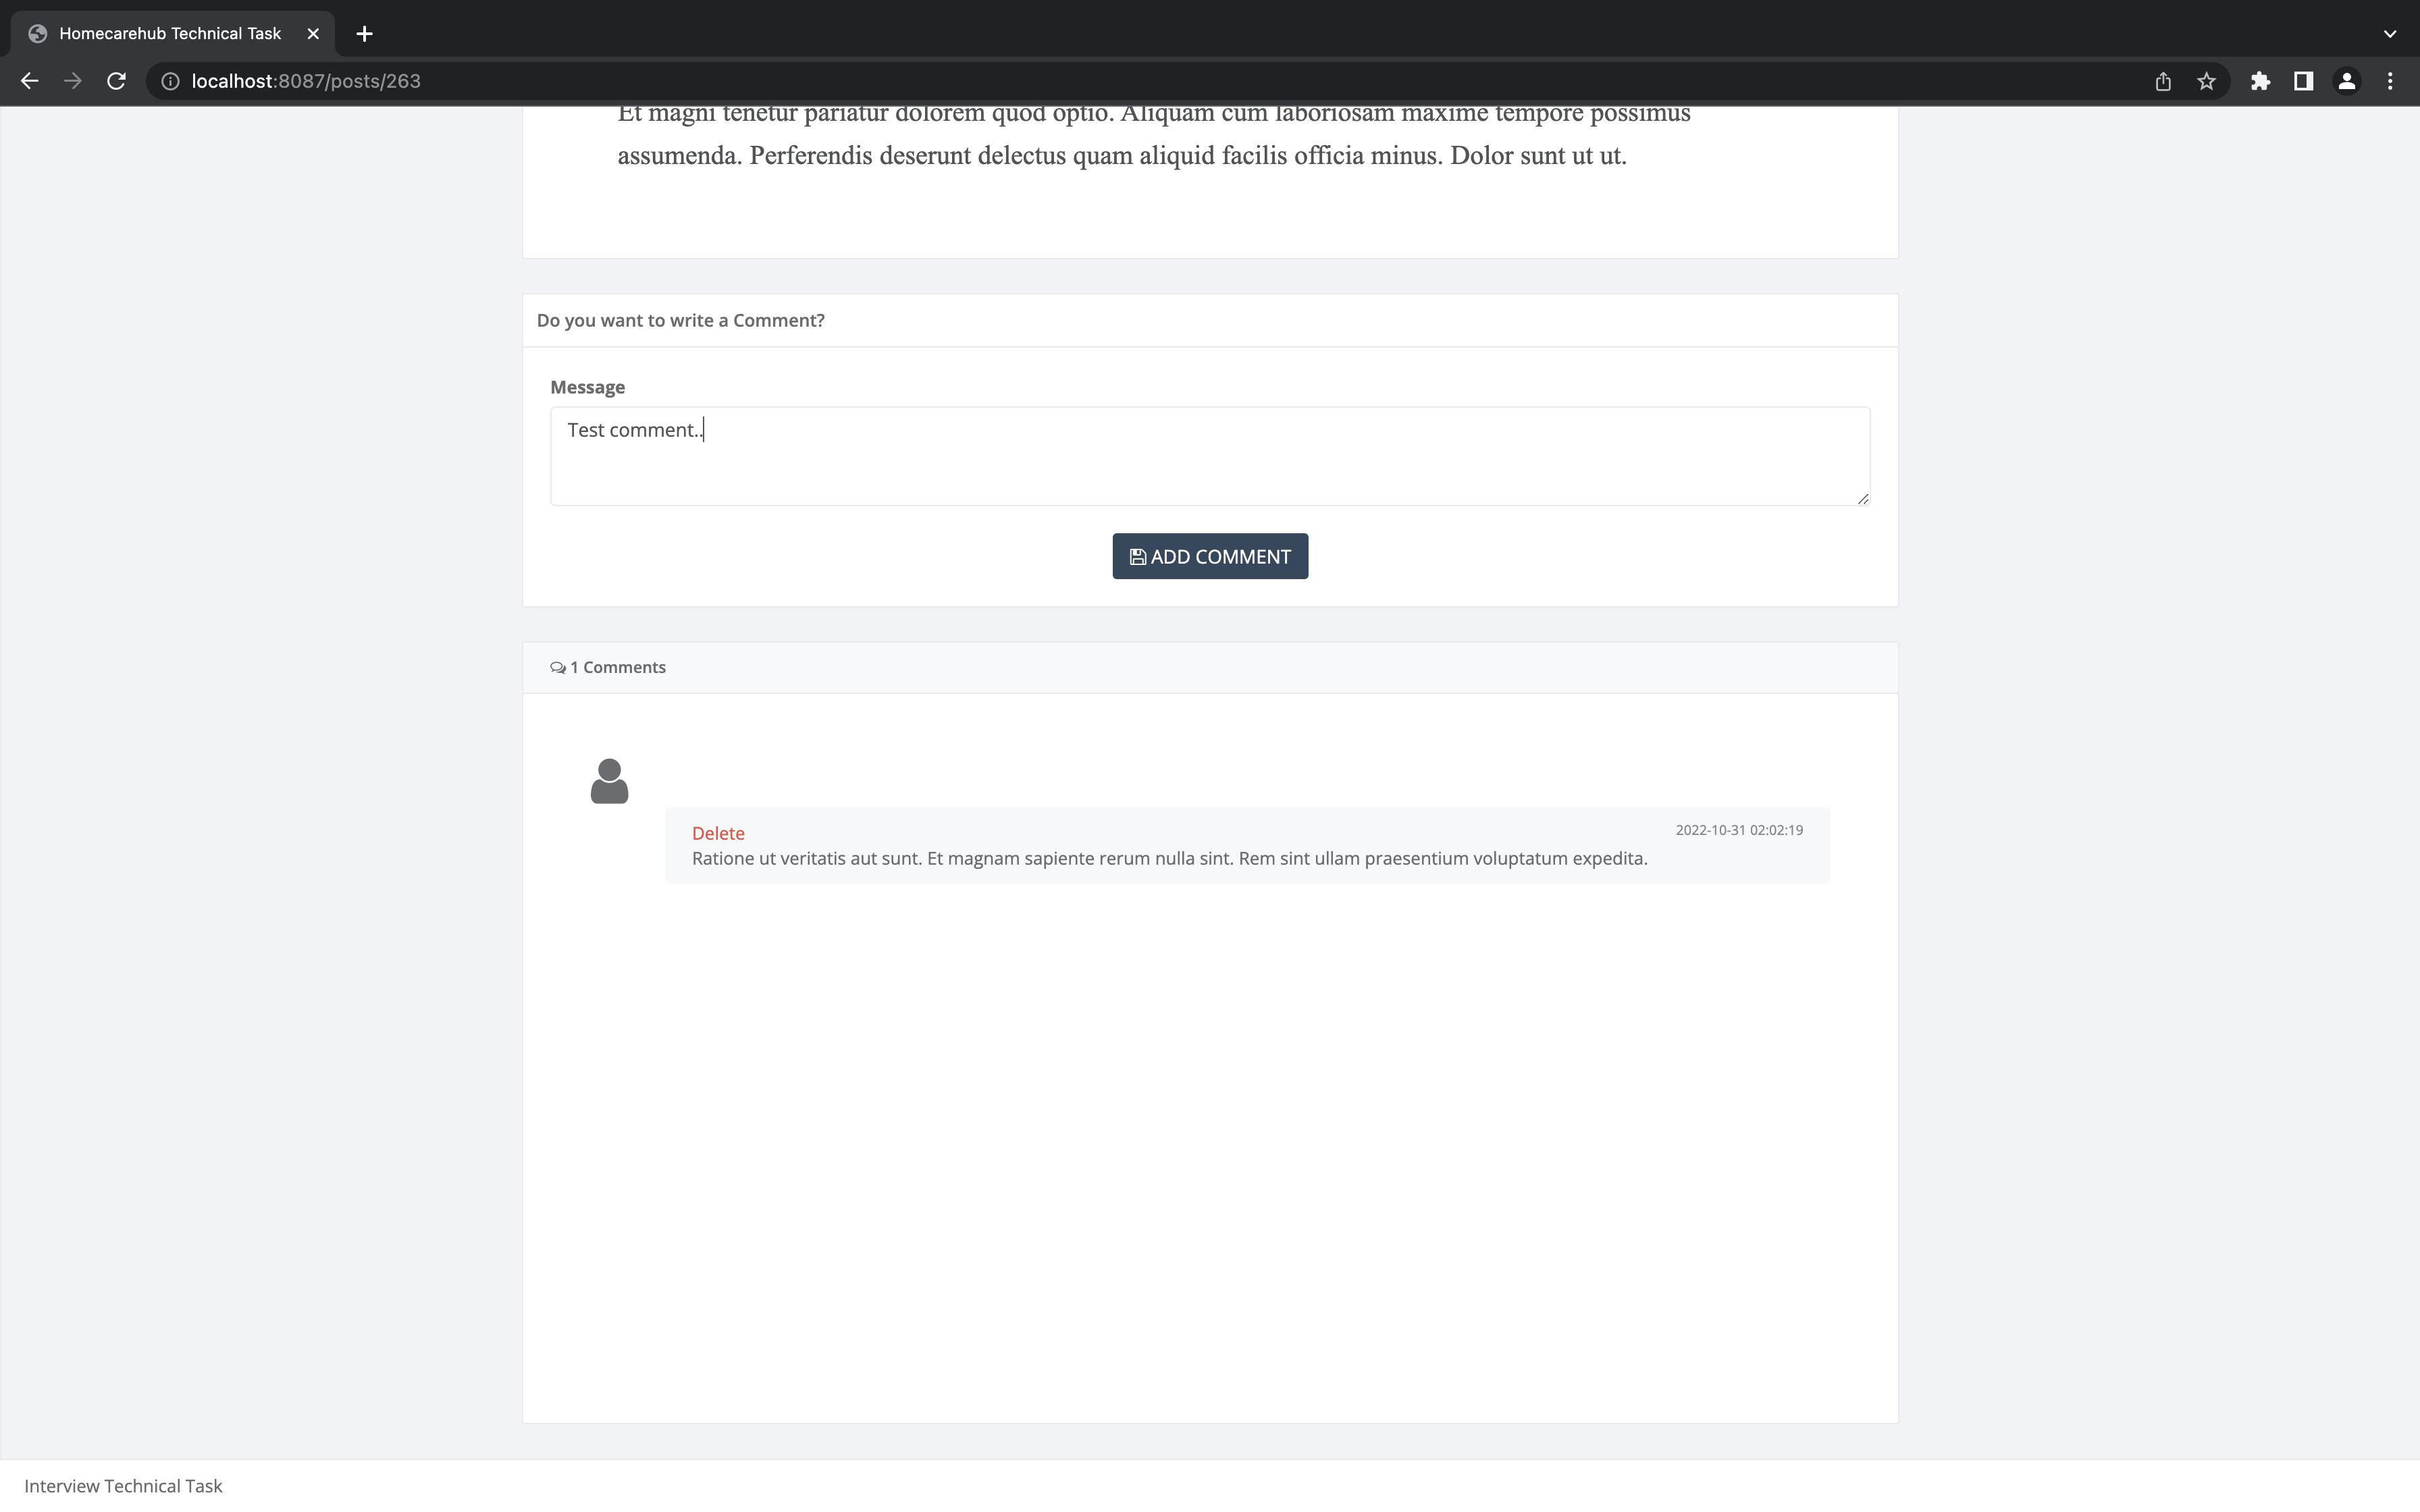 Homecarehub Technical Task
localhost:8087/posts/263
Et magni tenetur pariatur dolorem quod optio. Aliquam cum laboriosam maxime tempore possimus
assumenda. Perferendis deserunt delectus quam aliquid facilis officia minus. Dolor sunt ut ut.
Do you want to write a Comment?
Message
Test comment..
ADD COMMENT
1 Comments
Delete
2022-10-31 02:02:19
Ratione ut veritatis aut sunt. Et magnam sapiente rerum nulla sint. Rem sint ullam praesentium voluptatum expedita.
Interview Technical Task